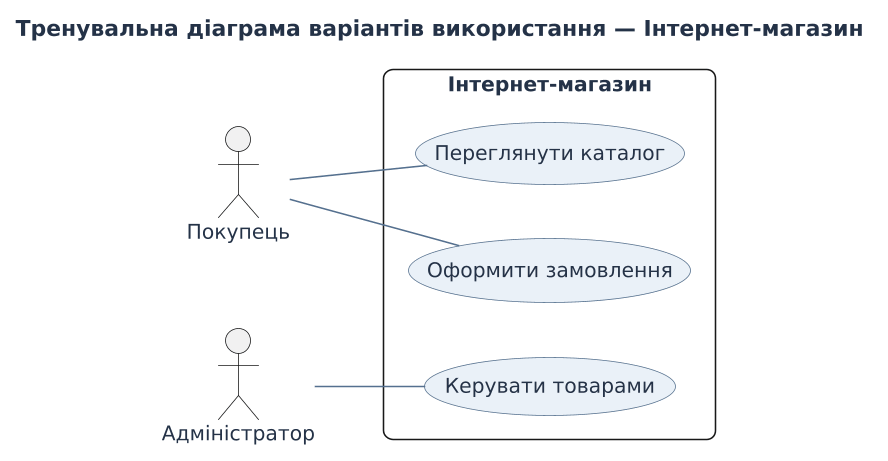 Тренувальна діаграма варіантів використання — Інтернет-магазин
Інтернет-магазин
Переглянути каталог
Покупець
Оформити замовлення
Керувати товарами
Адміністратор